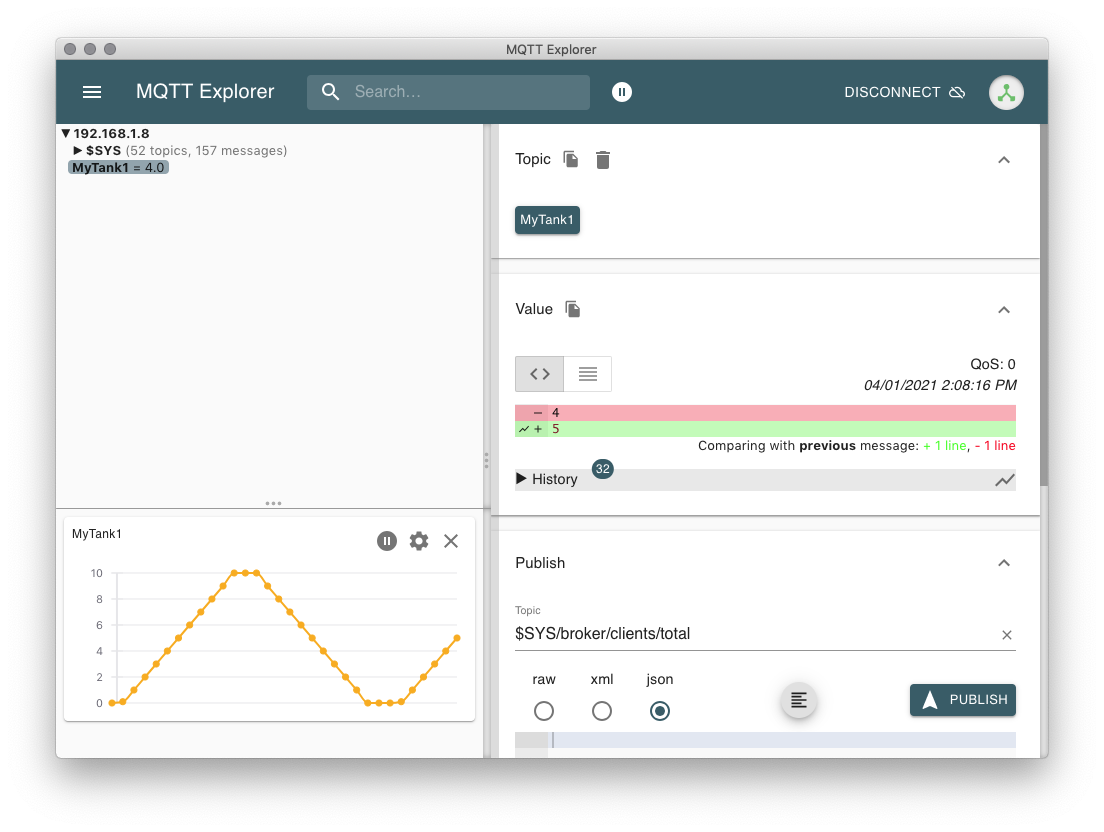 MQTT Explorer
MQTT Explorer
Search...
DISCONNECT
▼ 192.168.1.8
▶ $SYS (52 topics, 157 messages)
MyTank1 = 4.0
MyTank1
10
8
6
4
2
0
Topic
MyTank1
Value
QoS: 0
04/01/2021 2:08:16 PM
− 4
+ 5
Comparing with previous message: + 1 line, - 1 line
▶ History 32
Publish
Topic
$SYS/broker/clients/total
raw xml json
PUBLISH